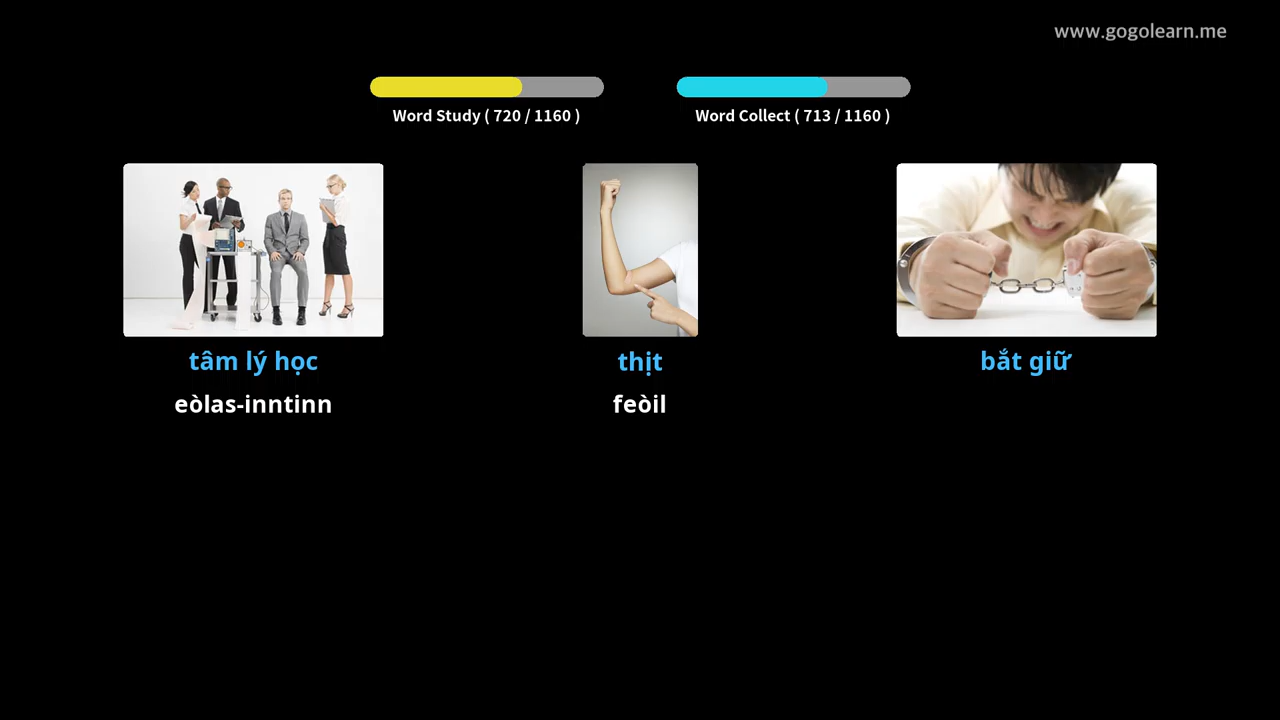 www.gogolearn.me
Word Study ( 720 / 1160 )
Word Collect ( 713 / 1160 )
tâm lý học
thịt
bắt giữ
eòlas-inntinn
feòil